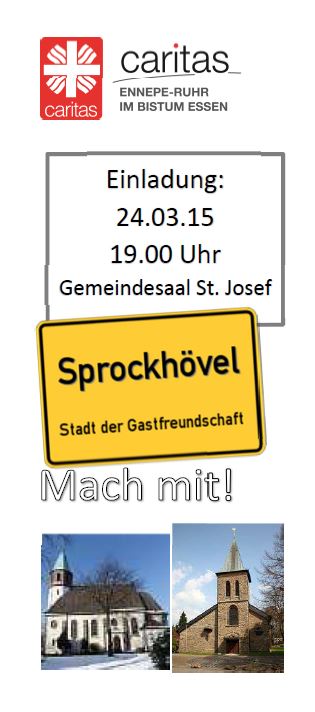 caritas
caritas
ENNEPE-RUHR
IM BISTUM ESSEN
Einladung:
24.03.15
19.00 Uhr
Gemeindesaal St. Josef
Sprockhövel
Stadt der Gastfreundschaft
Mach mit!